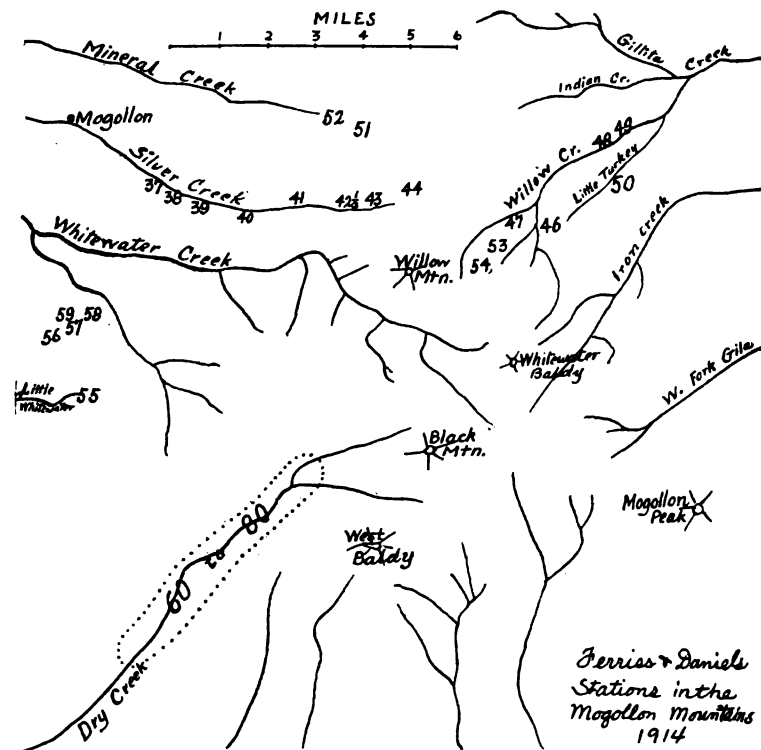 MILES
1 2 3 4 5 6
Mineral Creek
52
51
Mogollon
Silver Creek
37
38
39
40
41
42½
43
44
Gilita Creek
Indian Cr.
Willow Cr.
48 49
Little Turkey
50
47
46
53
54
Iron Creek
Whitewater Creek
Willow
Mtn.
59 58
56 57
Little
Whitewater
55
Whitewater
Baldy
W. Fork Gila
Black
Mtn.
Mogollon
Peak
West
Baldy
60 to 80
Dry Creek
Ferriss & Daniels
Stations in the
Mogollon Mountains
1914